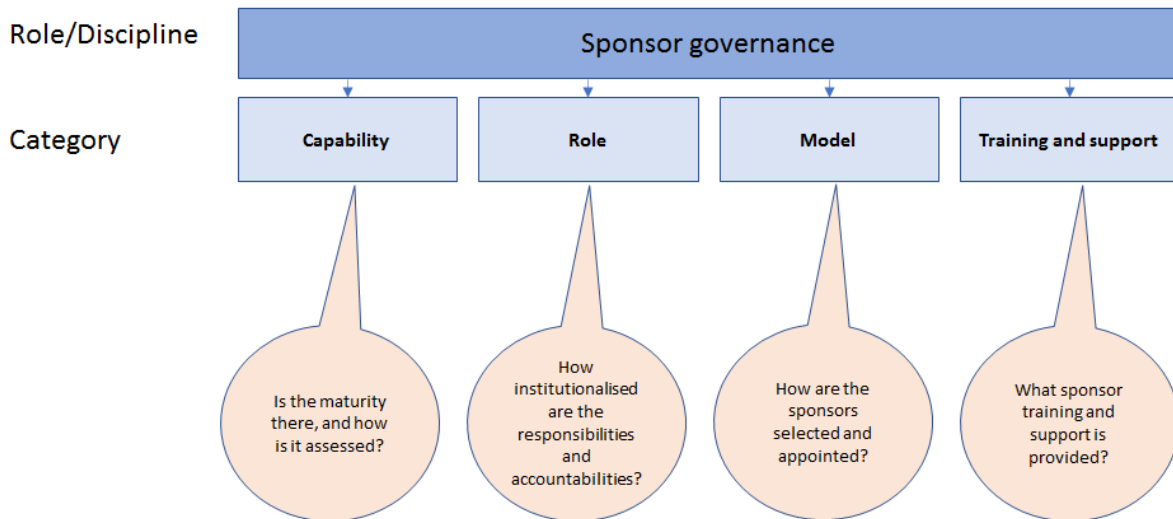 Role/Discipline
Sponsor governance
Category
Capability
Role
Model
Training and support
Is the maturity
there, and how
is it assessed?
How
institutionalised
are the
responsibilities
and
accountabilities?
How are the
sponsors
selected and
appointed?
What sponsor
training and
support is
provided?